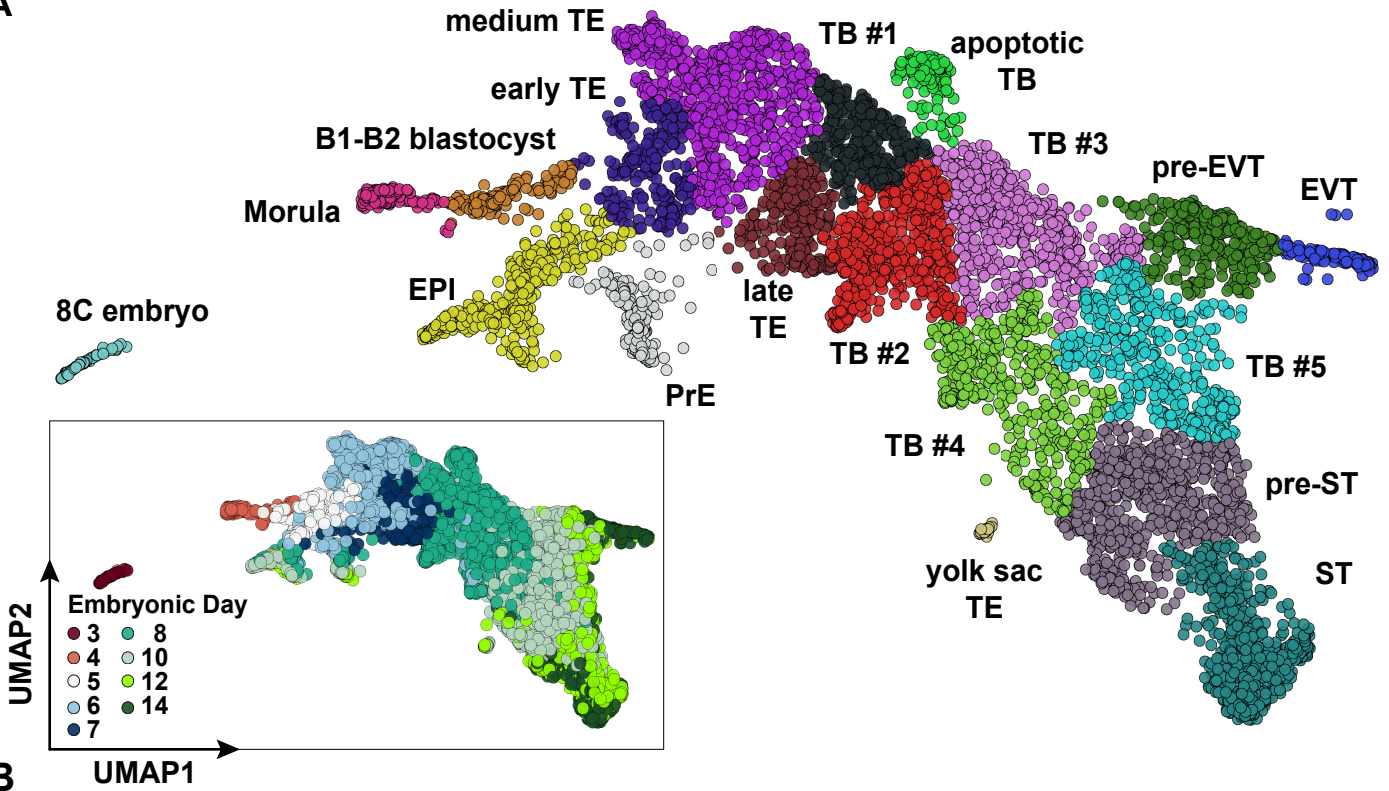 A
medium TE
TB #1
apoptotic
TB
early TE
B1-B2 blastocyst
TB #3
pre-EVT
EVT
Morula
EPI
late
TE
8C embryo
TB #2
TB #5
PrE
TB #4
pre-ST
yolk sac
TE
ST
Embryonic Day
3 8
4 10
5 12
6 14
7
UMAP2
UMAP1
B